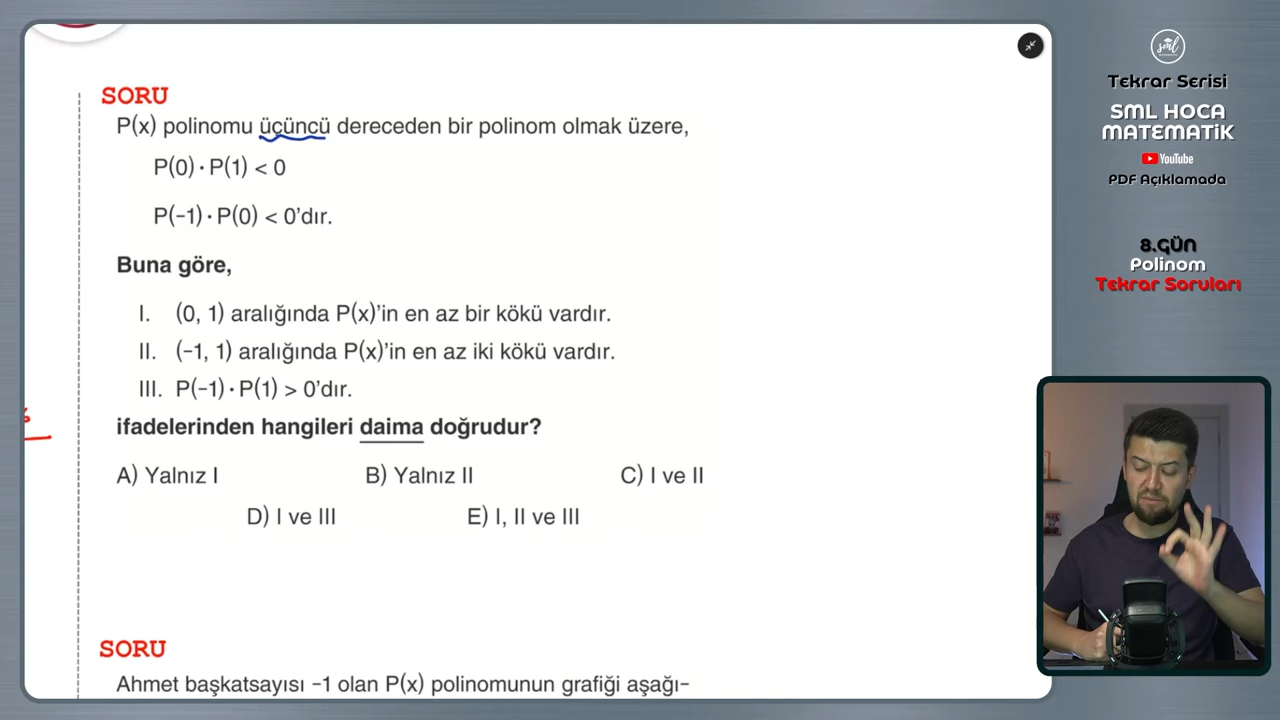 SORU
P(x) polinomu üçüncü dereceden bir polinom olmak üzere,
P(0) · P(1) < 0
P(−1) · P(0) < 0'dır.
Buna göre,
I. (0, 1) aralığında P(x)'in en az bir kökü vardır.
II. (−1, 1) aralığında P(x)'in en az iki kökü vardır.
III. P(−1) · P(1) > 0'dır.
ifadelerinden hangileri daima doğrudur?
A) Yalnız I B) Yalnız II C) I ve II
D) I ve III E) I, II ve III
SORU
Ahmet başkatsayısı −1 olan P(x) polinomunun grafiği aşağı−
sml
Tekrar Serisi
SML HOCA
MATEMATİK
YouTube
PDF Açıklamada
8.GÜN
Polinom
Tekrar Soruları